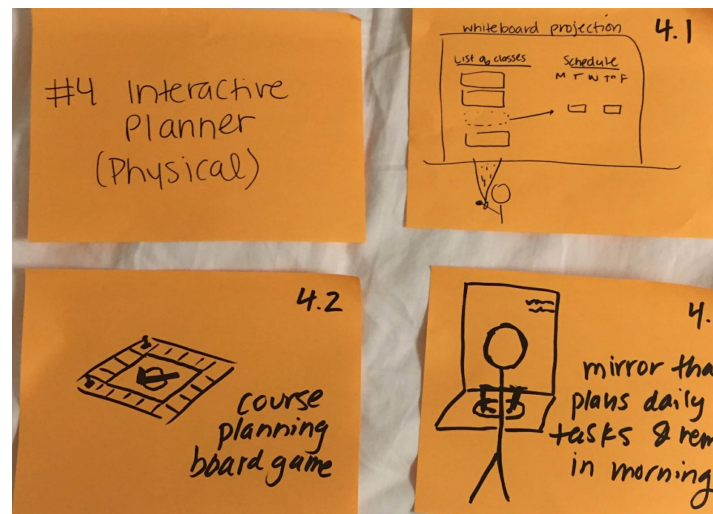 #4 Interactive
Planner
(Physical)
4.1
whiteboard projection
List of classes
Schedule
M T W Th F
4.2
course
planning
board game
4.
mirror tha
plans daily
tasks & rem
in morning